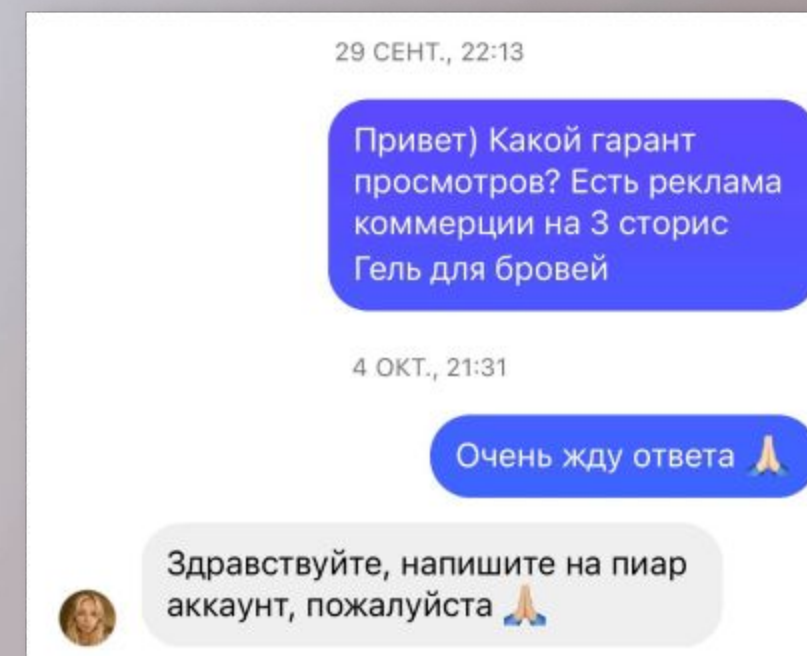 29 СЕНТ., 22:13
Привет) Какой гарант
просмотров? Есть реклама
коммерции на 3 сторис
Гель для бровей
4 ОКТ., 21:31
Очень жду ответа 🙏🏻
Здравствуйте, напишите на пиар
аккаунт, пожалуйста 🙏🏼